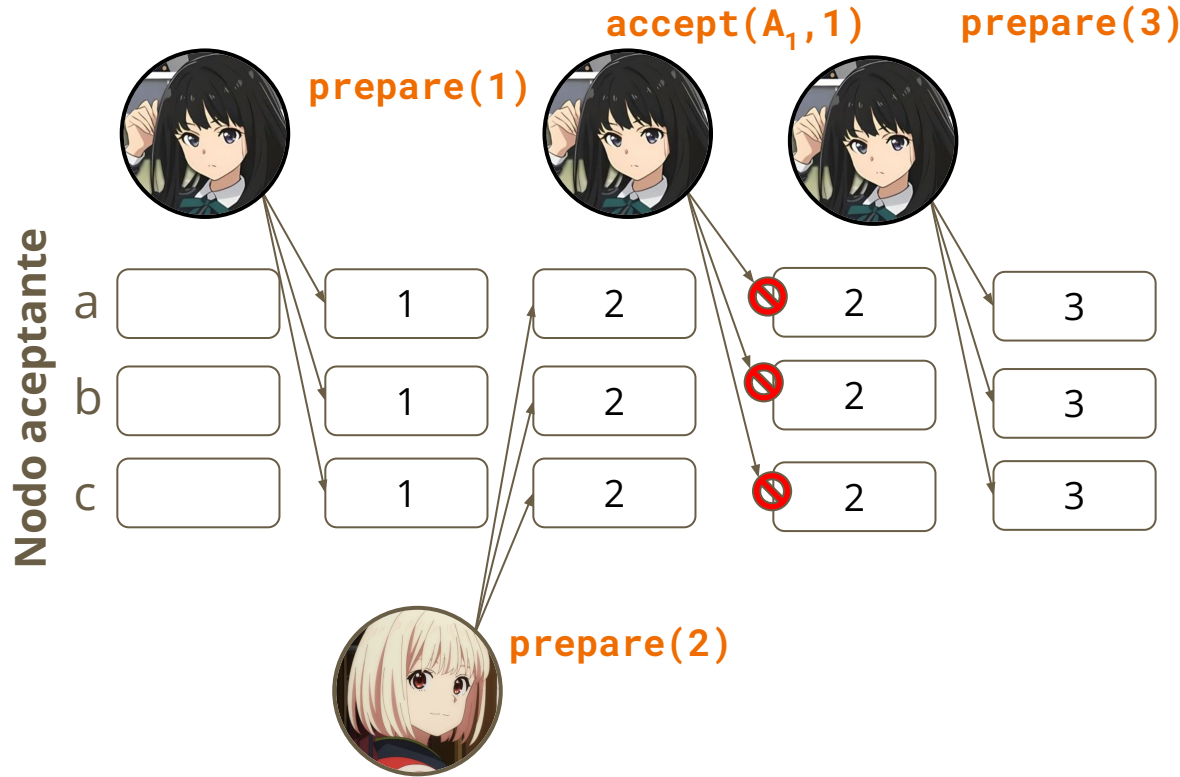 accept(A₁,1)
prepare(3)
prepare(1)
Nodo aceptante
a
1
2
2
3
b
1
2
2
3
c
1
2
2
3
prepare(2)